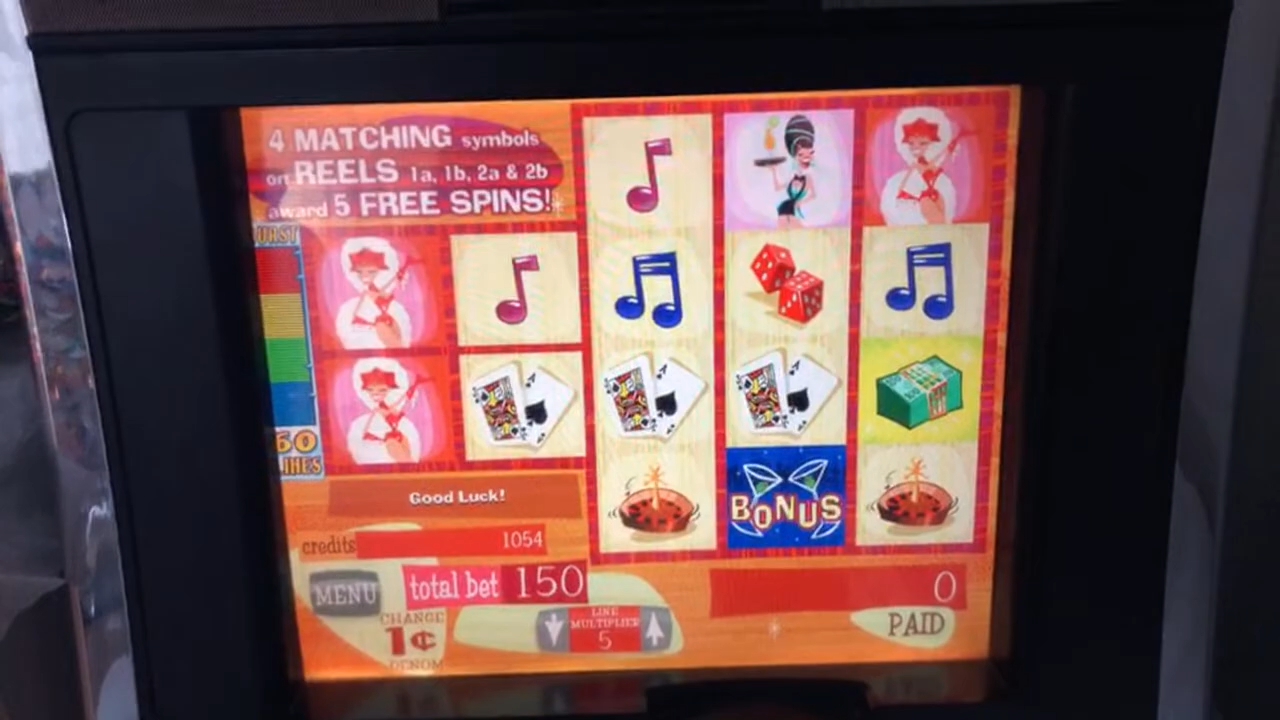 4 MATCHING symbols
on REELS 1a, 1b, 2a & 2b
award 5 FREE SPINS!
60
LINES
Good Luck!
credits 1054
MENU
total bet 150
CHANGE
1¢
DENOM
LINE
MULTIPLIER
5
BONUS
0
PAID